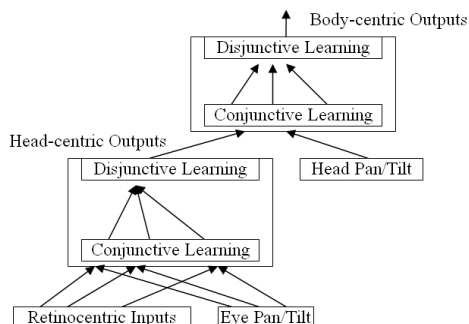 Body-centric Outputs
Disjunctive Learning
Conjunctive Learning
Head-centric Outputs
Disjunctive Learning
Head Pan/Tilt
Conjunctive Learning
Retinocentric Inputs
Eye Pan/Tilt